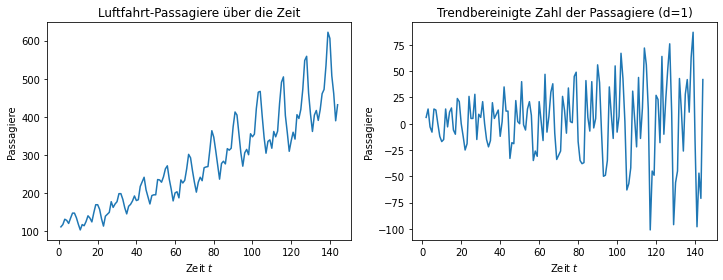 Luftfahrt-Passagiere über die Zeit
Passagiere
600
500
400
300
200
100
0 20 40 60 80 100 120 140
Zeit t
Trendbereinigte Zahl der Passagiere (d=1)
Passagiere
75
50
25
0
−25
−50
−75
−100
0 20 40 60 80 100 120 140
Zeit t